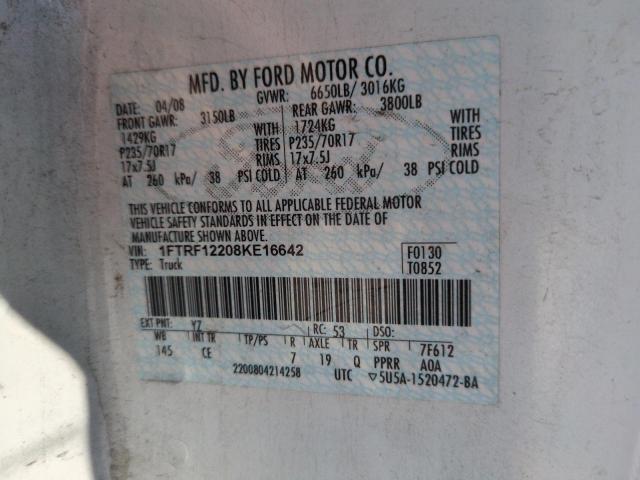 MFD. BY FORD MOTOR CO.
DATE: 04/08 GVWR: 6650LB/ 3016KG
FRONT GAWR: 3150LB REAR GAWR: 3800LB
1429KG WITH 1724KG WITH
P235/70R17 TIRES P235/70R17 TIRES
17x7.5J RIMS 17x7.5J RIMS
AT 260 kPa/ 38 PSI COLD AT 260 kPa/ 38 PSI COLD
THIS VEHICLE CONFORMS TO ALL APPLICABLE FEDERAL MOTOR
VEHICLE SAFETY STANDARDS IN EFFECT ON THE DATE OF
MANUFACTURE SHOWN ABOVE.
VIN: 1FTRF12208KE16642 F0130
TYPE: Truck T0852
EXT PNT: YZ RC: 53 DSO:
WB INT TR TP/PS R AXLE TR SPR 7F612
145 CE 7 19 Q PPRR AOA
2200804214258 UTC ▽5U5A-1520472-BA